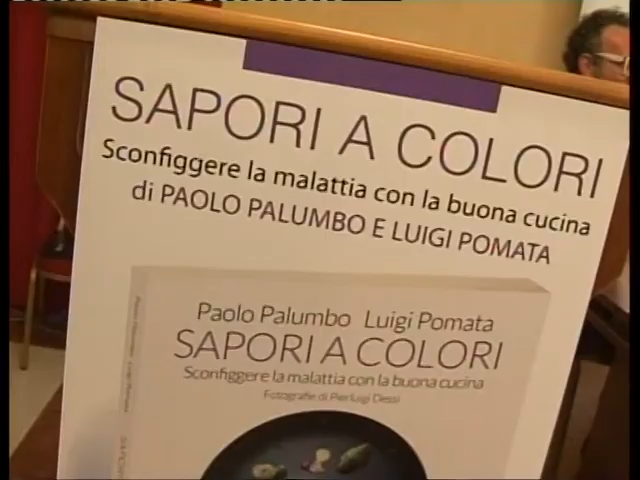 SAPORI A COLORI
Sconfiggere la malattia con la buona cucina
di PAOLO PALUMBO E LUIGI POMATA
Paolo Palumbo Luigi Pomata
SAPORI A COLORI
Sconfiggere la malattia con la buona cucina
Fotografie di Pierluigi Dessì